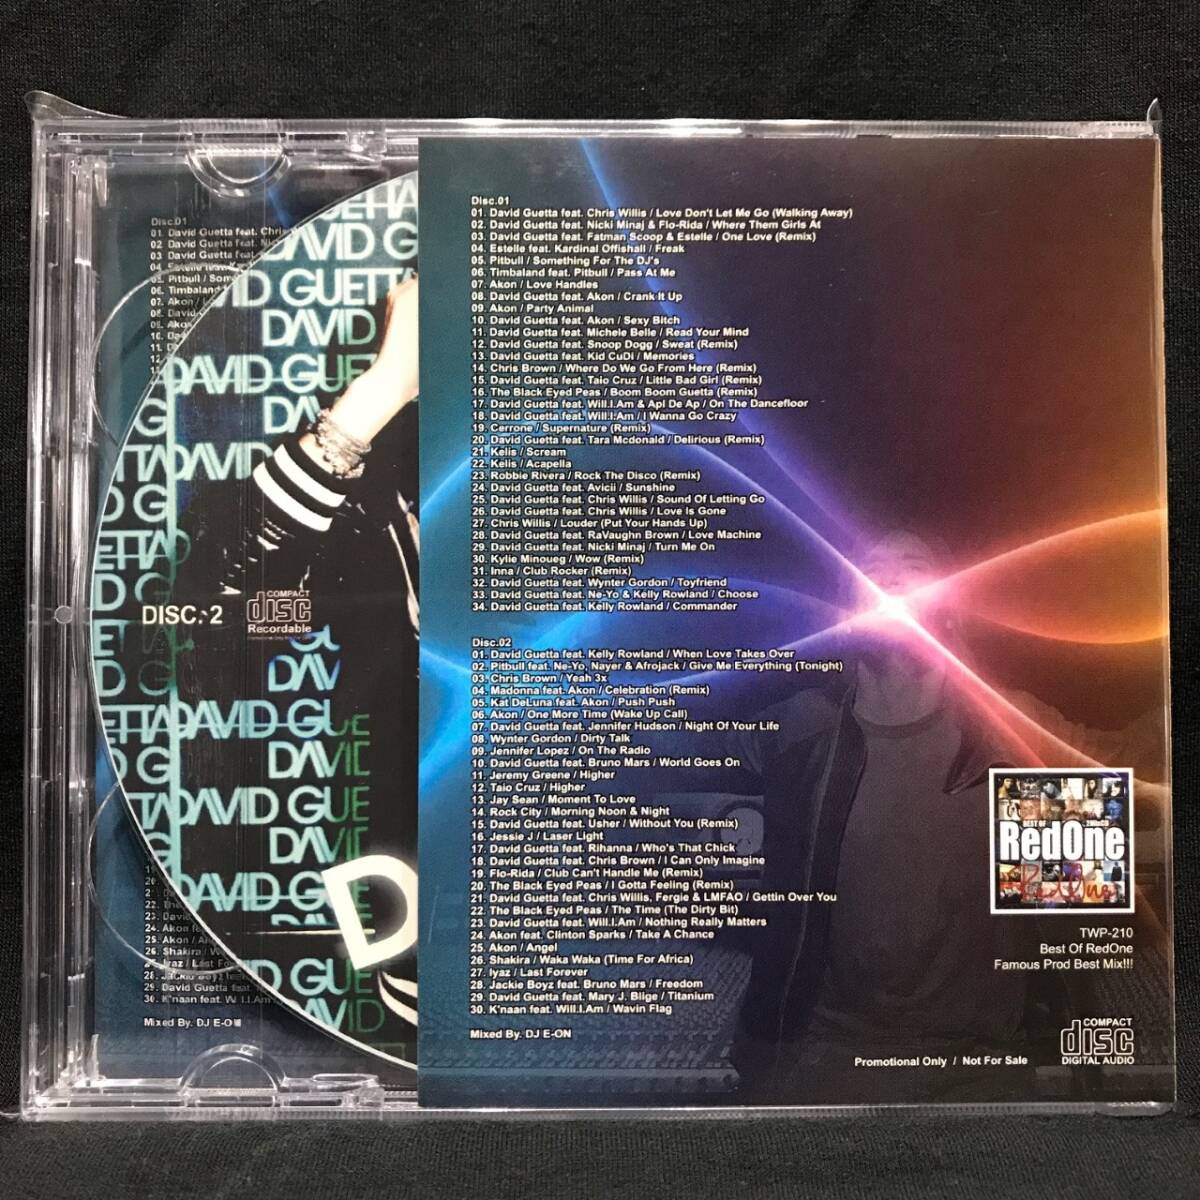 Disc.01
01. David Guetta feat. Chris Willis / Love Don't Let Me Go (Walking Away)
02. David Guetta feat. Nicki Minaj & Flo-Rida / Where Them Girls At
03. David Guetta feat. Fatman Scoop & Estelle / One Love (Remix)
04. Estelle feat. Kardinal Offishall / Freak
05. Pitbull / Something For The DJ's
06. Timbaland feat. Pitbull / Pass At Me
07. Akon / Love Handles
08. David Guetta feat. Akon / Crank It Up
09. Akon / Party Animal
10. David Guetta feat. Akon / Sexy Bitch
11. David Guetta feat. Michele Belle / Read Your Mind
12. David Guetta feat. Snoop Dogg / Sweat (Remix)
13. David Guetta feat. Kid CuDi / Memories
14. Chris Brown / Where Do We Go From Here (Remix)
15. David Guetta feat. Taio Cruz / Little Bad Girl (Remix)
16. The Black Eyed Peas / Boom Boom Guetta (Remix)
17. David Guetta feat. Will.I.Am & Apl De Ap / On The Dancefloor
18. David Guetta feat. Will.I.Am / I Wanna Go Crazy
19. Cerrone / Supernature (Remix)
20. David Guetta feat. Tara Mcdonald / Delirious (Remix)
21. Kelis / Scream
22. Kelis / Acapella
23. Robbie Rivera / Rock The Disco (Remix)
24. David Guetta feat. Avicii / Sunshine
25. David Guetta feat. Chris Willis / Sound Of Letting Go
26. David Guetta feat. Chris Willis / Love Is Gone
27. Chris Willis / Louder (Put Your Hands Up)
28. David Guetta feat. RaVaughn Brown / Love Machine
29. David Guetta feat. Nicki Minaj / Turn Me On
30. Kylie Minoueg / Wow (Remix)
31. Inna / Club Rocker (Remix)
32. David Guetta feat. Wynter Gordon / Toyfriend
33. David Guetta feat. Ne-Yo & Kelly Rowland / Choose
34. David Guetta feat. Kelly Rowland / Commander
Disc.02
01. David Guetta feat. Kelly Rowland / When Love Takes Over
02. Pitbull feat. Ne-Yo, Nayer & Afrojack / Give Me Everything (Tonight)
03. Chris Brown / Yeah 3x
04. Madonna feat. Akon / Celebration (Remix)
05. Kat DeLuna feat. Akon / Push Push
06. Akon / One More Time (Wake Up Call)
07. David Guetta feat. Jennifer Hudson / Night Of Your Life
08. Wynter Gordon / Dirty Talk
09. Jennifer Lopez / On The Radio
10. David Guetta feat. Bruno Mars / World Goes On
11. Jeremy Greene / Higher
12. Taio Cruz / Higher
13. Jay Sean / Moment To Love
14. Rock City / Morning Noon & Night
15. David Guetta feat. Usher / Without You (Remix)
16. Jessie J / Laser Light
17. David Guetta feat. Rihanna / Who's That Chick
18. David Guetta feat. Chris Brown / I Can Only Imagine
19. Flo-Rida / Club Can't Handle Me (Remix)
20. The Black Eyed Peas / I Gotta Feeling (Remix)
21. David Guetta feat. Chris Willis, Fergie & LMFAO / Gettin Over You
22. The Black Eyed Peas / The Time (The Dirty Bit)
23. David Guetta feat. Will.I.Am / Nothing Really Matters
24. Akon feat. Clinton Sparks / Take A Chance
25. Akon / Angel
26. Shakira / Waka Waka (Time For Africa)
27. Iyaz / Last Forever
28. Jackie Boyz feat. Bruno Mars / Freedom
29. David Guetta feat. Mary J. Blige / Titanium
30. K'naan feat. Will.I.Am / Wavin Flag
Mixed By. DJ E-ON
BEST OF
RedOne
TWP-210
Best Of RedOne
Famous Prod Best Mix!!!
COMPACT
disc
DIGITAL AUDIO
Promotional Only / Not For Sale
DISC. 2
COMPACT
disc
Recordable
DAVID GUETTA
DAVID
Disc.01
Mixed By. DJ E-ON